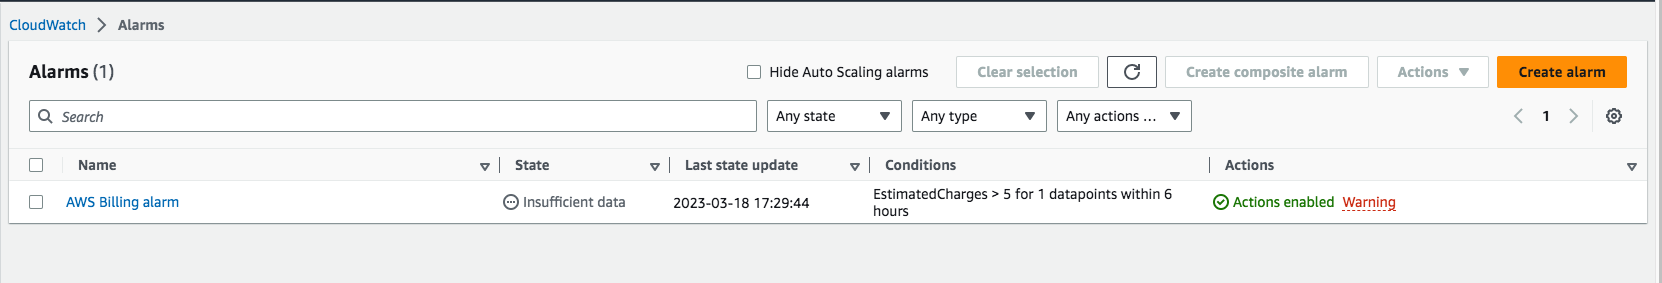 CloudWatch > Alarms
Alarms (1)
Hide Auto Scaling alarms
Clear selection
Create composite alarm
Actions
Create alarm
Search
Any state
Any type
Any actions ...
1
Name
State
Last state update
Conditions
Actions
AWS Billing alarm
Insufficient data
2023-03-18 17:29:44
EstimatedCharges > 5 for 1 datapoints within 6
hours
Actions enabled Warning